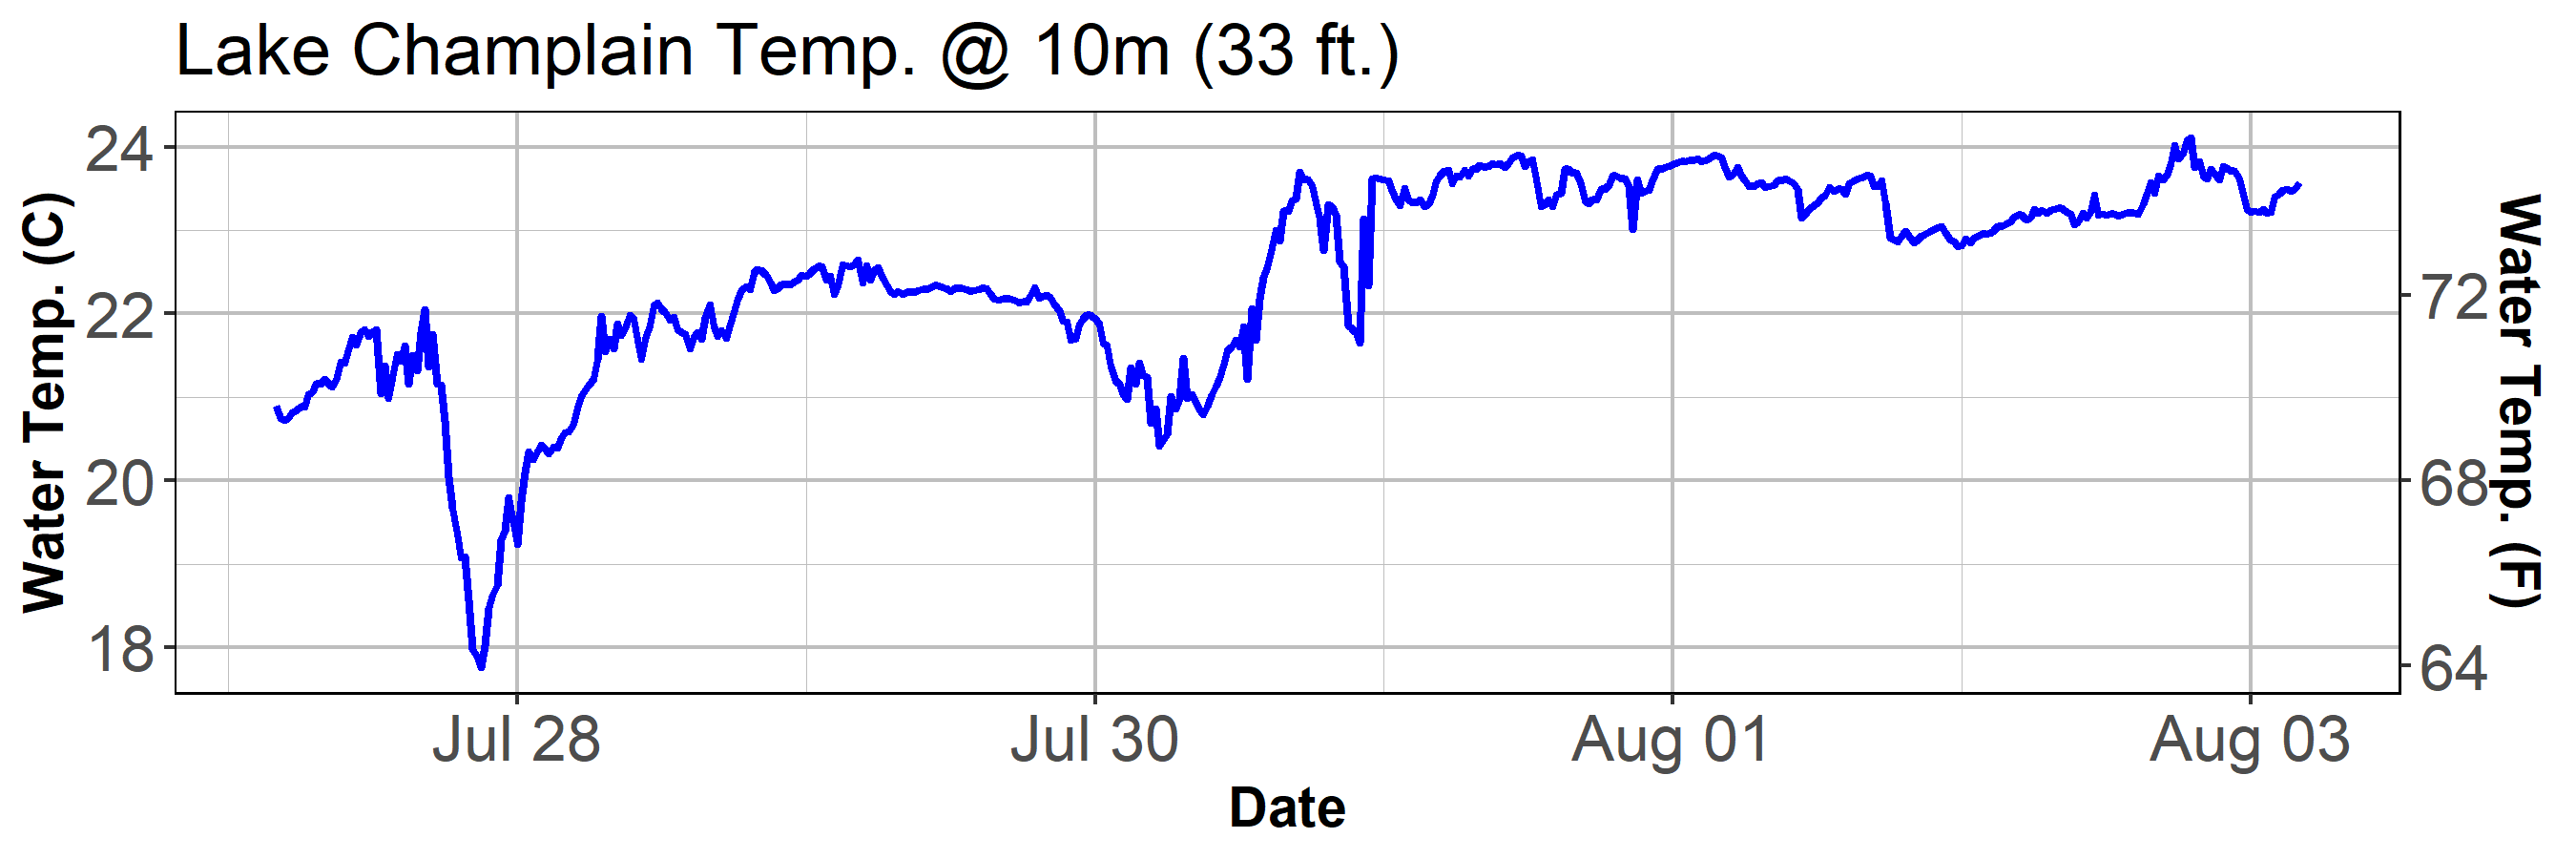 Lake Champlain Temp. @ 10m (33 ft.)
Water Temp. (C)
24
22
20
18
72
68
64
Water Temp. (F)
Jul 28
Jul 30
Aug 01
Aug 03
Date